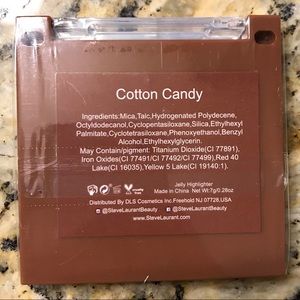 Cotton Candy
Ingredients:Mica,Talc,Hydrogenated Polydecene,
Octyldodecanol,Cyclopentasiloxane,Silica,Ethylhexyl
Palmitate,Cyclotetrasiloxane,Phenoxyethanol,Benzyl
Alcohol,Ethylhexylglycerin.
May Contain/pigment: Titanium Dioxide(CI 77891),
Iron Oxides(CI 77491/CI 77492/CI 77499),Red 40
Lake(CI 16035),Yellow 5 Lake(CI 19140:1).
Jelly Highlighter
Made in China Net Wt:7g/0.28oz
Distributed By DLS Cosmetics Inc.Freehold NJ 07728,USA
@SteveLaurantBeauty @SteveLaurantBeauty
www.SteveLaurant.com